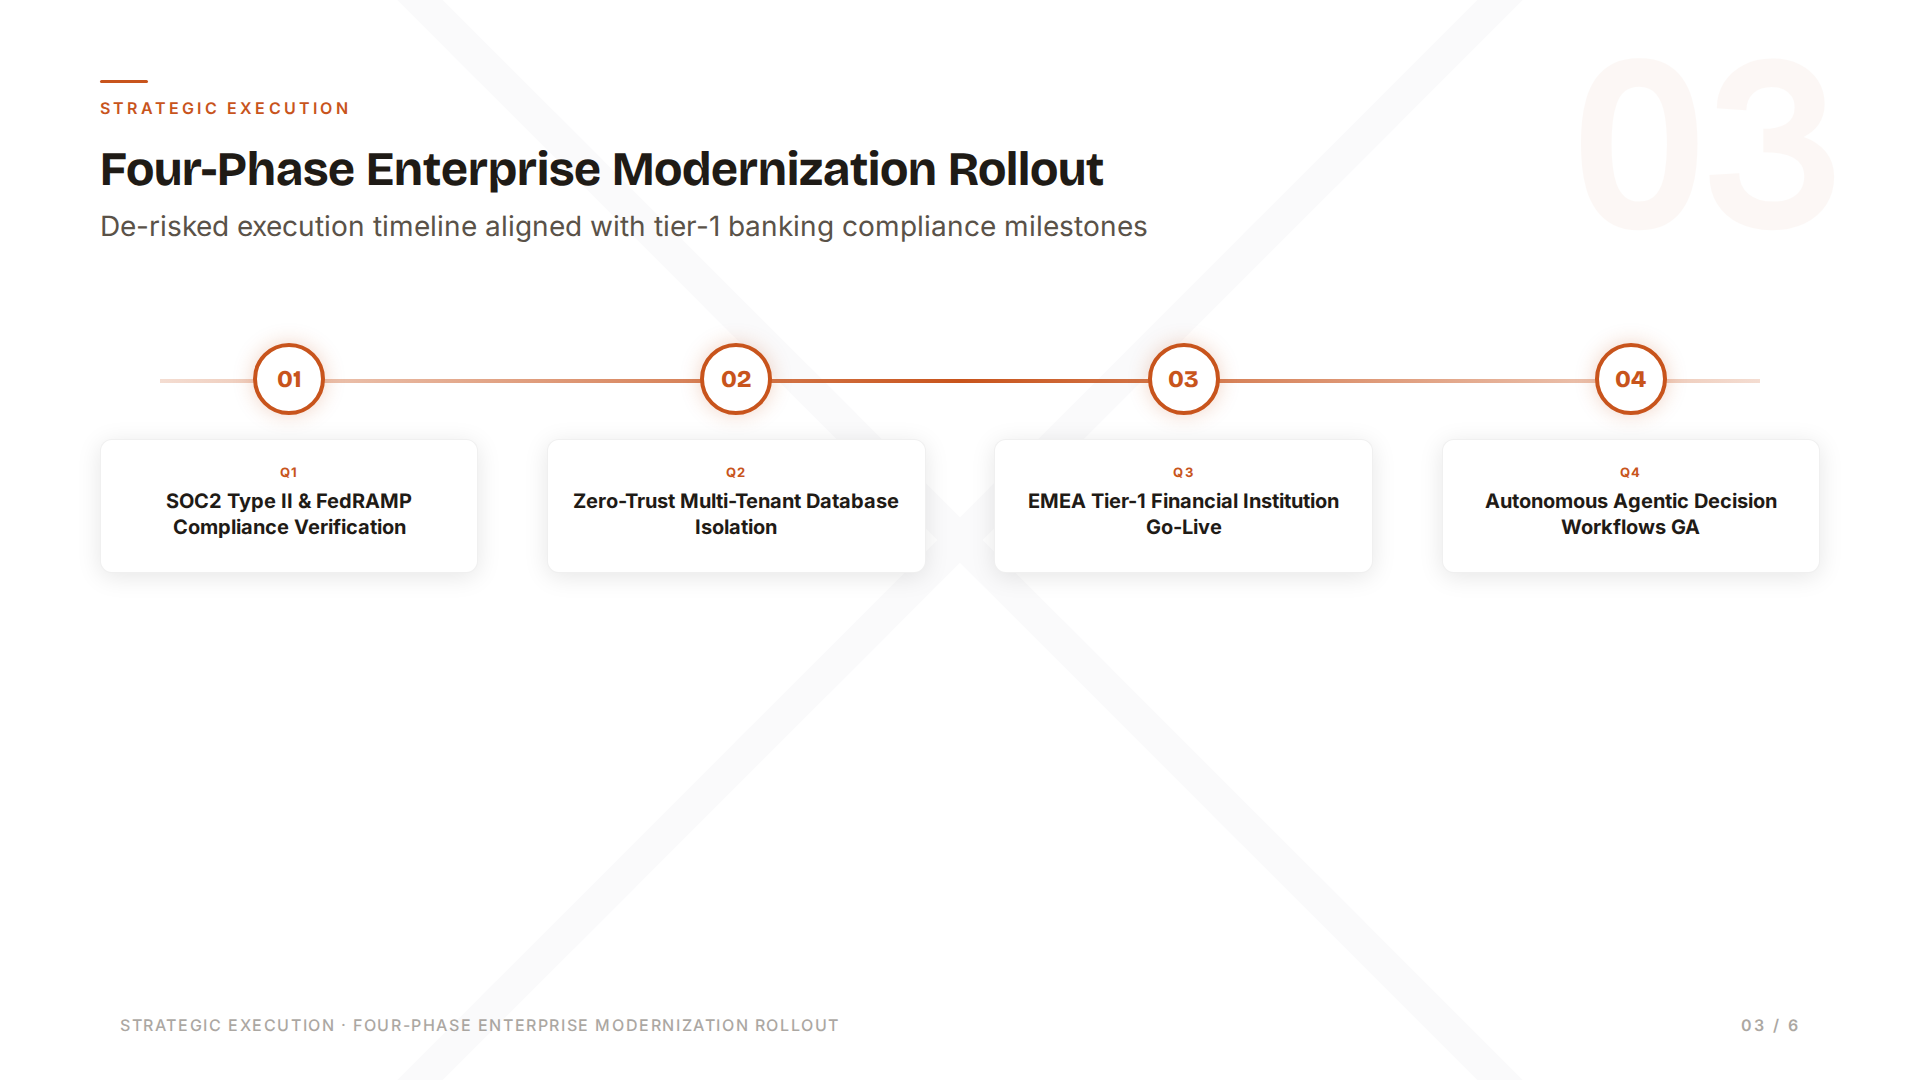 03
STRATEGIC EXECUTION
Four-Phase Enterprise Modernization Rollout
De-risked execution timeline aligned with tier-1 banking compliance milestones
01
02
03
04
Q1
SOC2 Type II & FedRAMP
Compliance Verification
Q2
Zero-Trust Multi-Tenant Database
Isolation
Q3
EMEA Tier-1 Financial Institution
Go-Live
Q4
Autonomous Agentic Decision
Workflows GA
STRATEGIC EXECUTION · FOUR-PHASE ENTERPRISE MODERNIZATION ROLLOUT
03 / 6